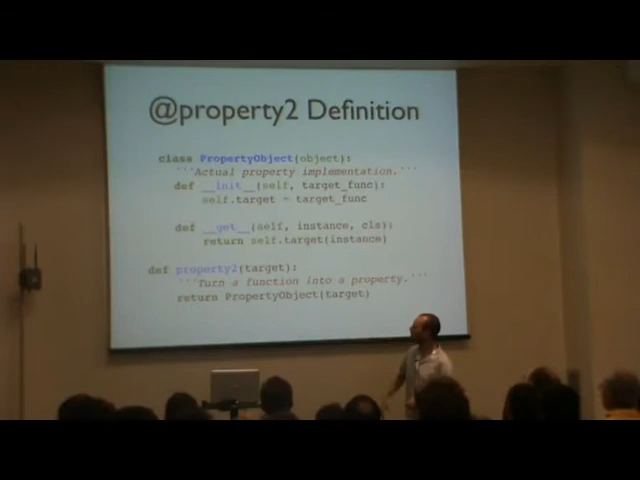 @property2 Definition
class PropertyObject(object):
'''Actual property implementation.'''
def __init__(self, target_func):
self.target = target_func
def __get__(self, instance, cls):
return self.target(instance)
def property2(target):
'''Turn a function into a property.'''
return PropertyObject(target)